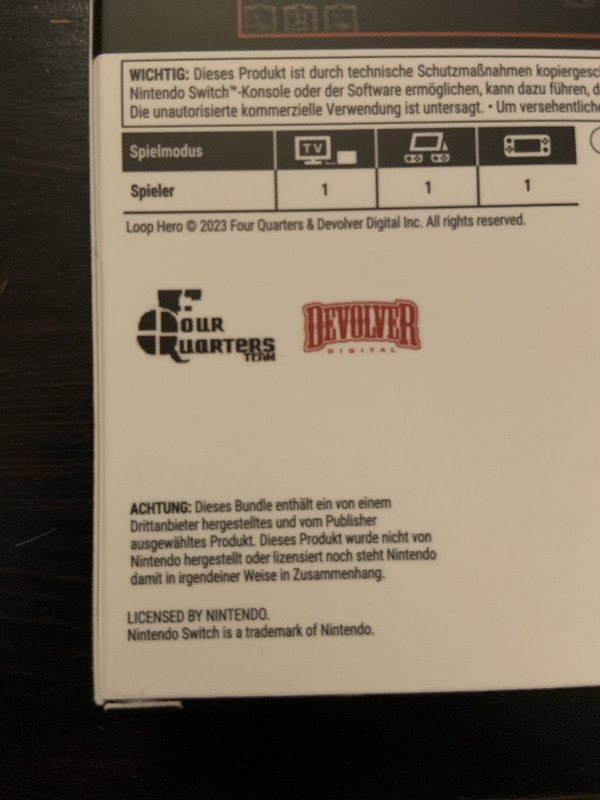 WICHTIG: Dieses Produkt ist durch technische Schutzmaßnahmen
Nintendo Switch™-Konsole oder der Software ermöglichen, kann dazu führen,
Die unautorisierte kommerzielle Verwendung ist untersagt. • Um
Spielmodus TV
Spieler 1 1 1
Loop Hero © 2023 Four Quarters & Devolver Digital Inc. All rights reserved.
FOUR
QUARTERS
TEAM
DEVOLVER
DIGITAL
ACHTUNG: Dieses Bundle enthält ein von einem
Drittanbieter hergestelltes und vom Publisher
ausgewähltes Produkt. Dieses Produkt wurde nicht von
Nintendo hergestellt oder lizensiert noch steht Nintendo
damit in irgendeiner Weise in Zusammenhang.
LICENSED BY NINTENDO.
Nintendo Switch is a trademark of Nintendo.